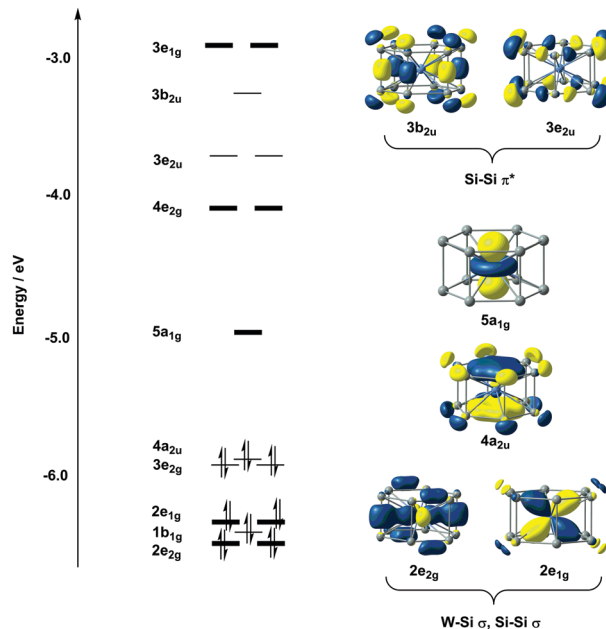 Energy / eV
-3.0
-4.0
-5.0
-6.0
3e1g
3b2u
3e2u
4e2g
5a1g
4a2u
3e2g
2e1g
1b1g
2e2g
3b2u
3e2u
Si-Si π*
5a1g
4a2u
2e2g
2e1g
W-Si σ, Si-Si σ